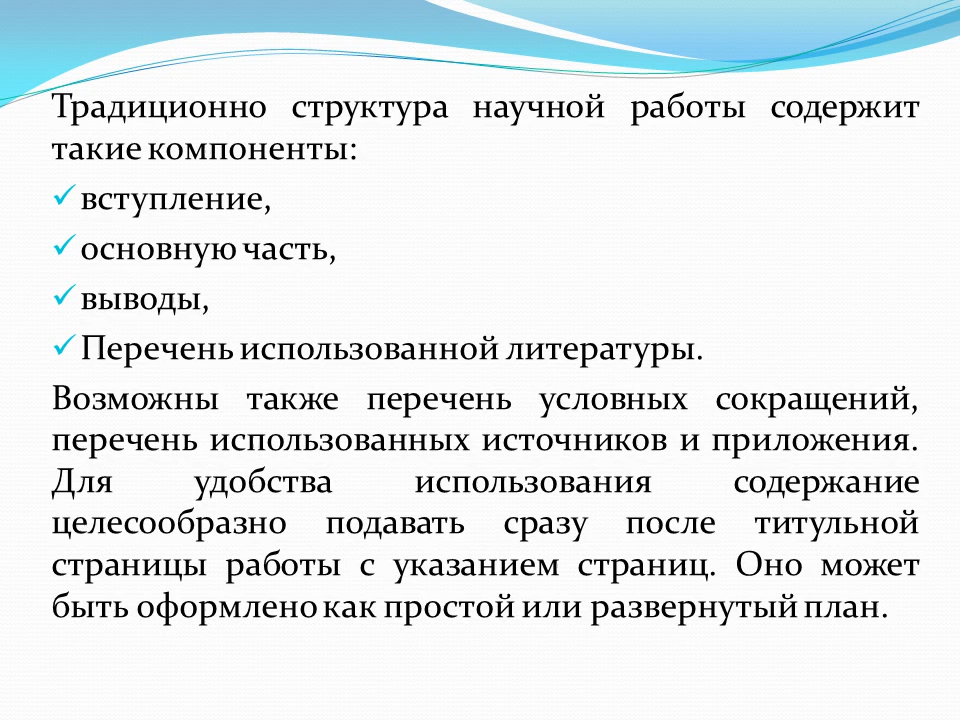 Традиционно структура научной работы содержит
такие компоненты:
✓ вступление,
✓ основную часть,
✓ выводы,
✓ Перечень использованной литературы.
Возможны также перечень условных сокращений,
перечень использованных источников и приложения.
Для удобства использования содержание
целесообразно подавать сразу после титульной
страницы работы с указанием страниц. Оно может
быть оформлено как простой или развернутый план.